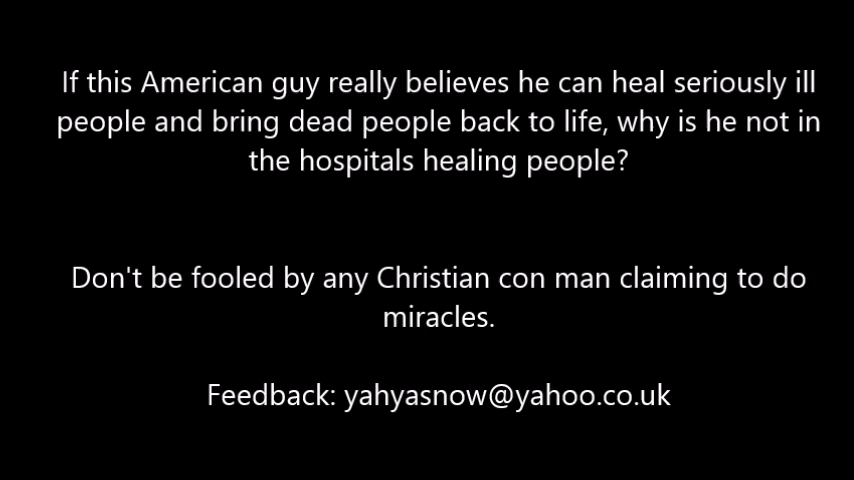 If this American guy really believes he can heal seriously ill
people and bring dead people back to life, why is he not in
the hospitals healing people?
Don't be fooled by any Christian con man claiming to do
miracles.
Feedback: yahyasnow@yahoo.co.uk